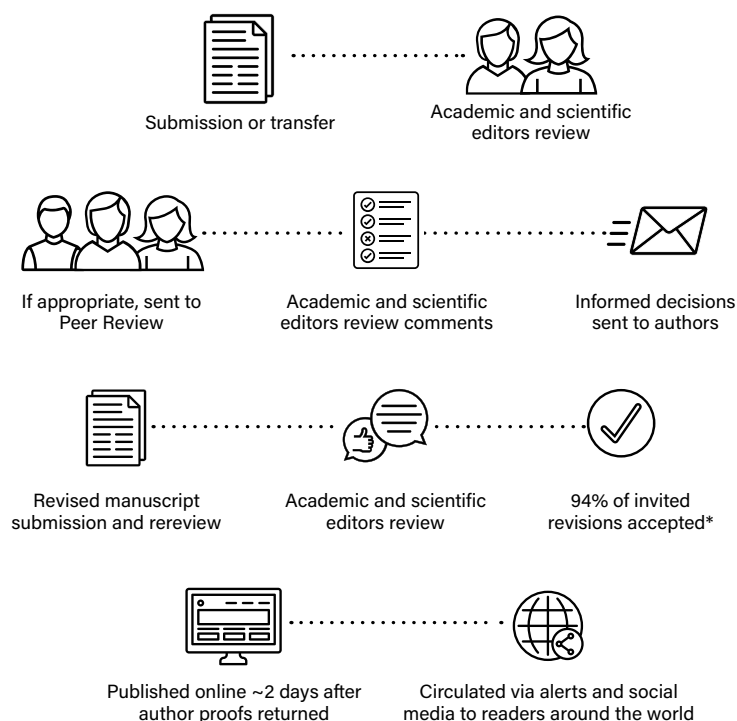 Submission or transfer
Academic and scientific
editors review
If appropriate, sent to
Peer Review
Academic and scientific
editors review comments
Informed decisions
sent to authors
Revised manuscript
submission and rereview
Academic and scientific
editors review
94% of invited
revisions accepted*
Published online ~2 days after
author proofs returned
Circulated via alerts and social
media to readers around the world